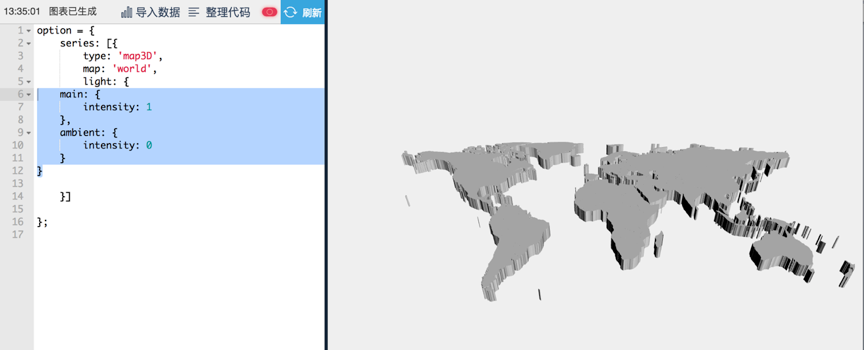 13:35:01 图表已生成 导入数据 整理代码 刷新
1 option = {
2 series: [{
3 type: 'map3D',
4 map: 'world',
5 light: {
6 main: {
7 intensity: 1
8 },
9 ambient: {
10 intensity: 0
11 }
12 }
13
14 }]
15
16 };
17